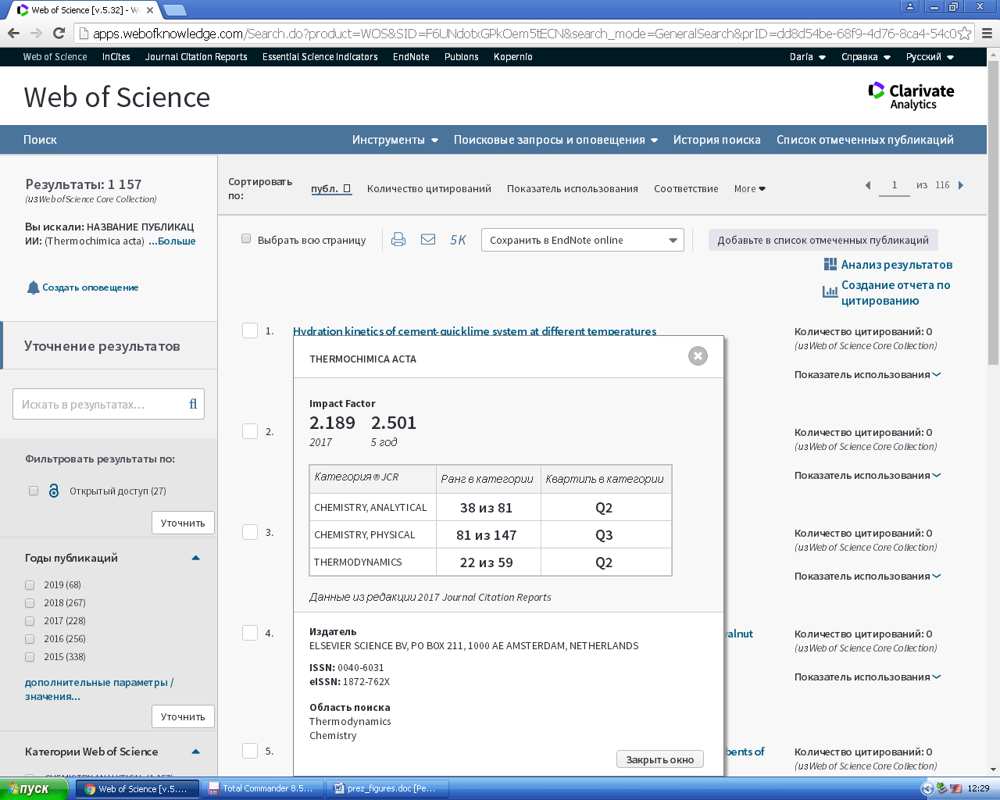 Web of Science [v.5.32] - We
apps.webofknowledge.com/Search.do?product=WOS&SID=F6UNdotxGPkOem5tECN&search_mode=GeneralSearch&prID=dd8d54be-68f9-4d76-8ca4-54c0
Web of Science InCites Journal Citation Reports Essential Science Indicators EndNote Publons Kopernio Daria Справка Русский
Web of Science
Clarivate
Analytics
Поиск Инструменты Поисковые запросы и оповещения История поиска Список отмеченных публикаций
Результаты: 1 157
(из Web of Science Core Collection)
Вы искали: НАЗВАНИЕ ПУБЛИКАЦ
ИИ: (Thermochimica acta) ...Больше
Создать оповещение
Уточнение результатов
Искать в результатах...
Фильтровать результаты по:
Открытый доступ (27)
Уточнить
Годы публикаций
2019 (68)
2018 (267)
2017 (228)
2016 (256)
2015 (338)
дополнительные параметры /
значения...
Уточнить
Категории Web of Science
CHEMISTRY ANALYTICAL (1 157)
Сортировать
по:
публ. Количество цитирований Показатель использования Соответствие More
1 из 116
Выбрать всю страницу 5K Сохранить в EndNote online Добавьте в список отмеченных публикаций
Анализ результатов
Создание отчета по
цитированию
1. Hydration kinetics of cement-quicklime system at different temperatures
Количество цитирований: 0
(из Web of Science Core Collection)
Показатель использования
2.
Количество цитирований: 0
(из Web of Science Core Collection)
Показатель использования
3.
Количество цитирований: 0
(из Web of Science Core Collection)
Показатель использования
4. walnut
Количество цитирований: 0
(из Web of Science Core Collection)
Показатель использования
5. bents of
Количество цитирований: 0
(из Web of Science Core Collection)
THERMOCHIMICA ACTA
Impact Factor
2.189 2.501
2017 5 год
Категория ® JCR Ранг в категории Квартиль в категории
CHEMISTRY, ANALYTICAL 38 из 81 Q2
CHEMISTRY, PHYSICAL 81 из 147 Q3
THERMODYNAMICS 22 из 59 Q2
Данные из редакции 2017 Journal Citation Reports
Издатель
ELSEVIER SCIENCE BV, PO BOX 211, 1000 AE AMSTERDAM, NETHERLANDS
ISSN: 0040-6031
eISSN: 1872-762X
Область поиска
Thermodynamics
Chemistry
Закрыть окно
пуск Web of Science [v.5.... Total Commander 8.5... prez_figures.doc [Ре... 12:29